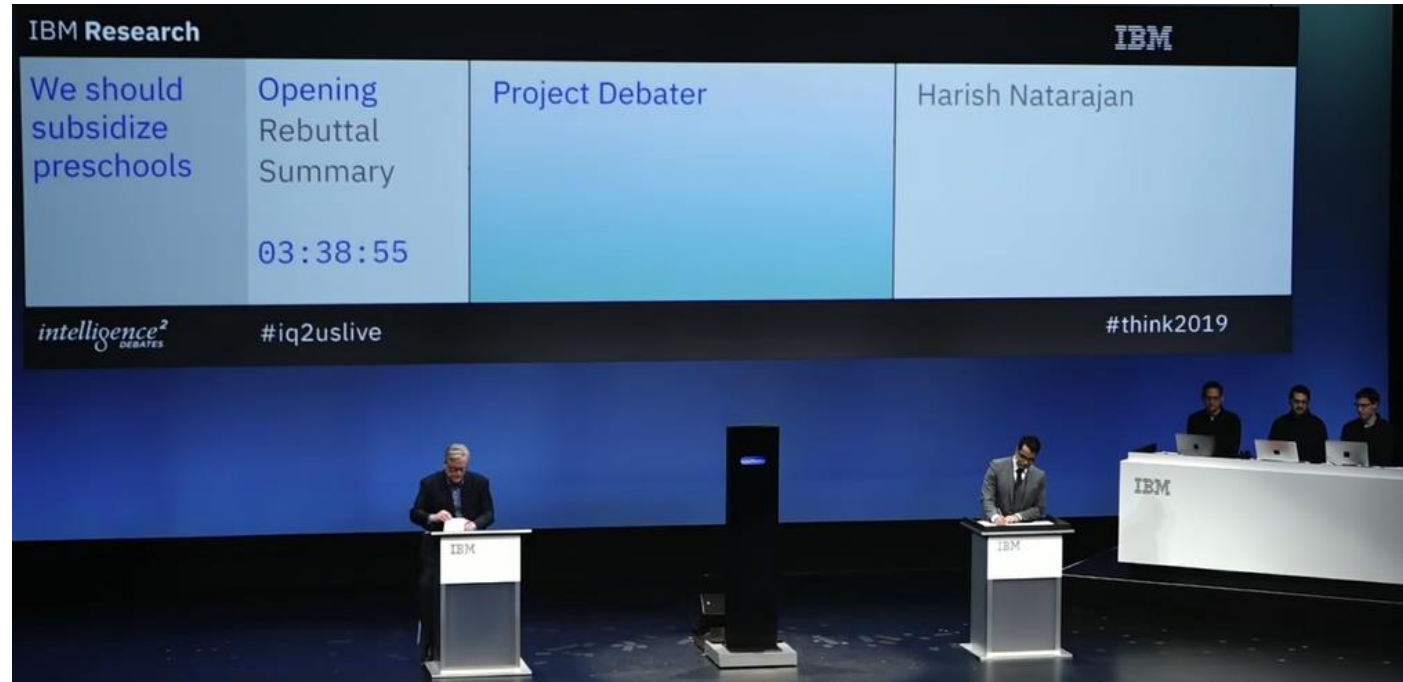 IBM Research
IBM
We should
subsidize
preschools
Opening
Rebuttal
Summary
03:38:55
Project Debater
Harish Natarajan
intelligence²
DEBATES
#iq2uslive
#think2019
IBM
IBM
IBM